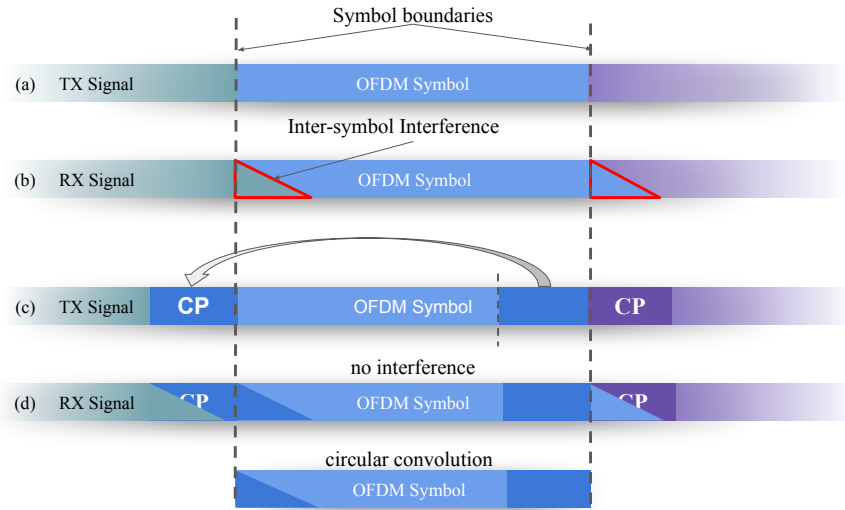 Symbol boundaries
(a) TX Signal OFDM Symbol
Inter-symbol Interference
(b) RX Signal OFDM Symbol
(c) TX Signal CP OFDM Symbol CP
no interference
(d) RX Signal CP OFDM Symbol CP
circular convolution
OFDM Symbol